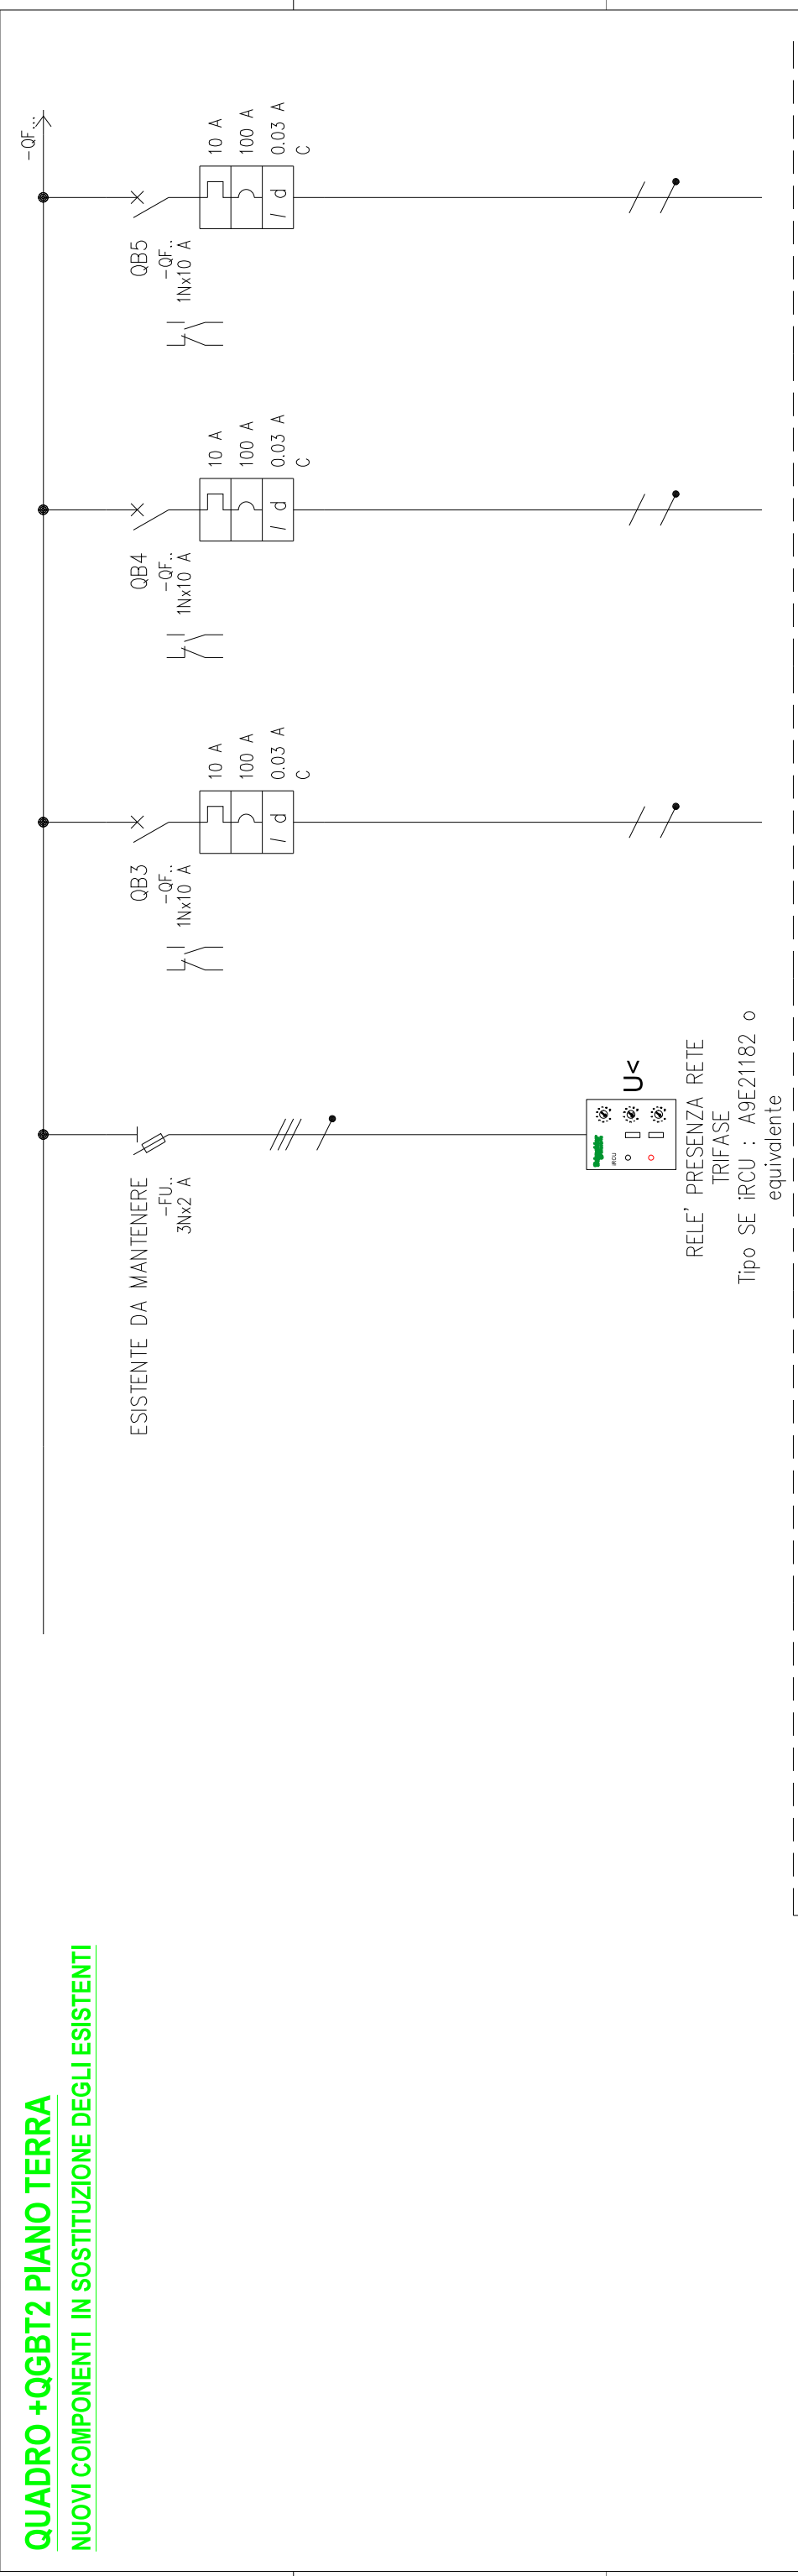 QUADRO +QGBT2 PIANO TERRA
NUOVI COMPONENTI IN SOSTITUZIONE DEGLI ESISTENTI
-QF...
ESISTENTE DA MANTENERE
-FU..
3Nx2 A
iRCU
U<
RELE' PRESENZA RETE
TRIFASE
Tipo SE iRCU : A9E21182 o
equivalente
QB3
-QF..
1Nx10 A
10 A
100 A
0.03 A
C
I d
QB4
-QF..
1Nx10 A
10 A
100 A
0.03 A
C
I d
QB5
-QF..
1Nx10 A
10 A
100 A
0.03 A
C
I d